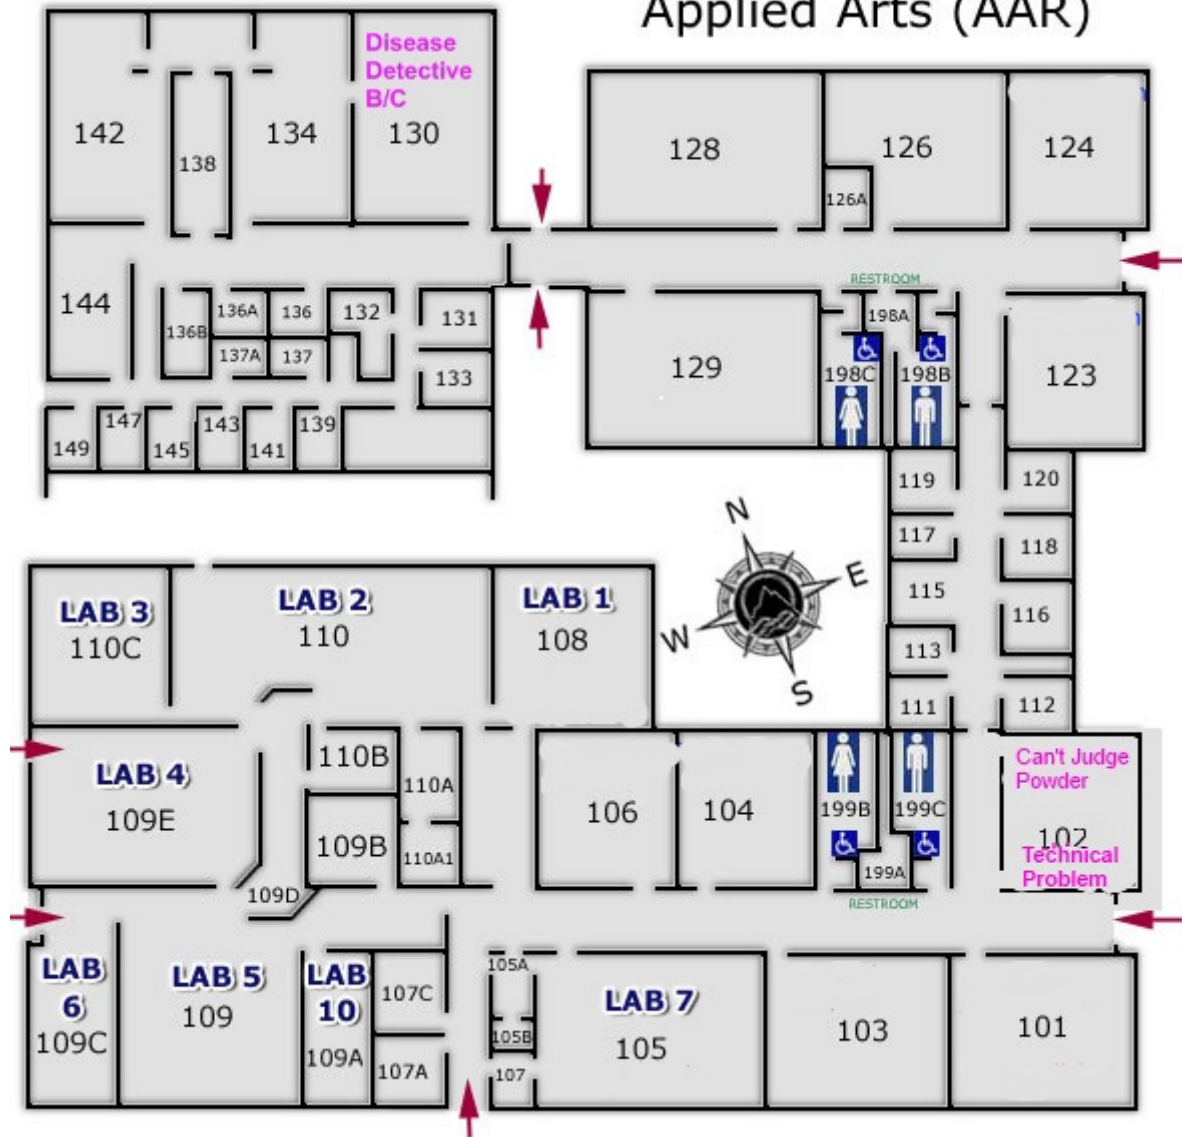 Applied Arts (AAR)
Disease
Detective
B/C
142
138
134
130
128
126
126A
124
144
136B
136A
136
132
131
137A
137
133
RESTROOM
198A
129
198C
198B
123
149
147
145
143
141
139
119
120
117
118
115
116
113
111
112
N
E
W
S
LAB 3
110C
LAB 2
110
LAB 1
108
LAB 4
109E
110B
110A
109B
110A1
109D
106
104
199B
199C
199A
RESTROOM
Can't Judge
Powder
102
Technical
Problem
LAB
6
109C
LAB 5
109
LAB
10
109A
107C
107A
105A
105B
107
LAB 7
105
103
101